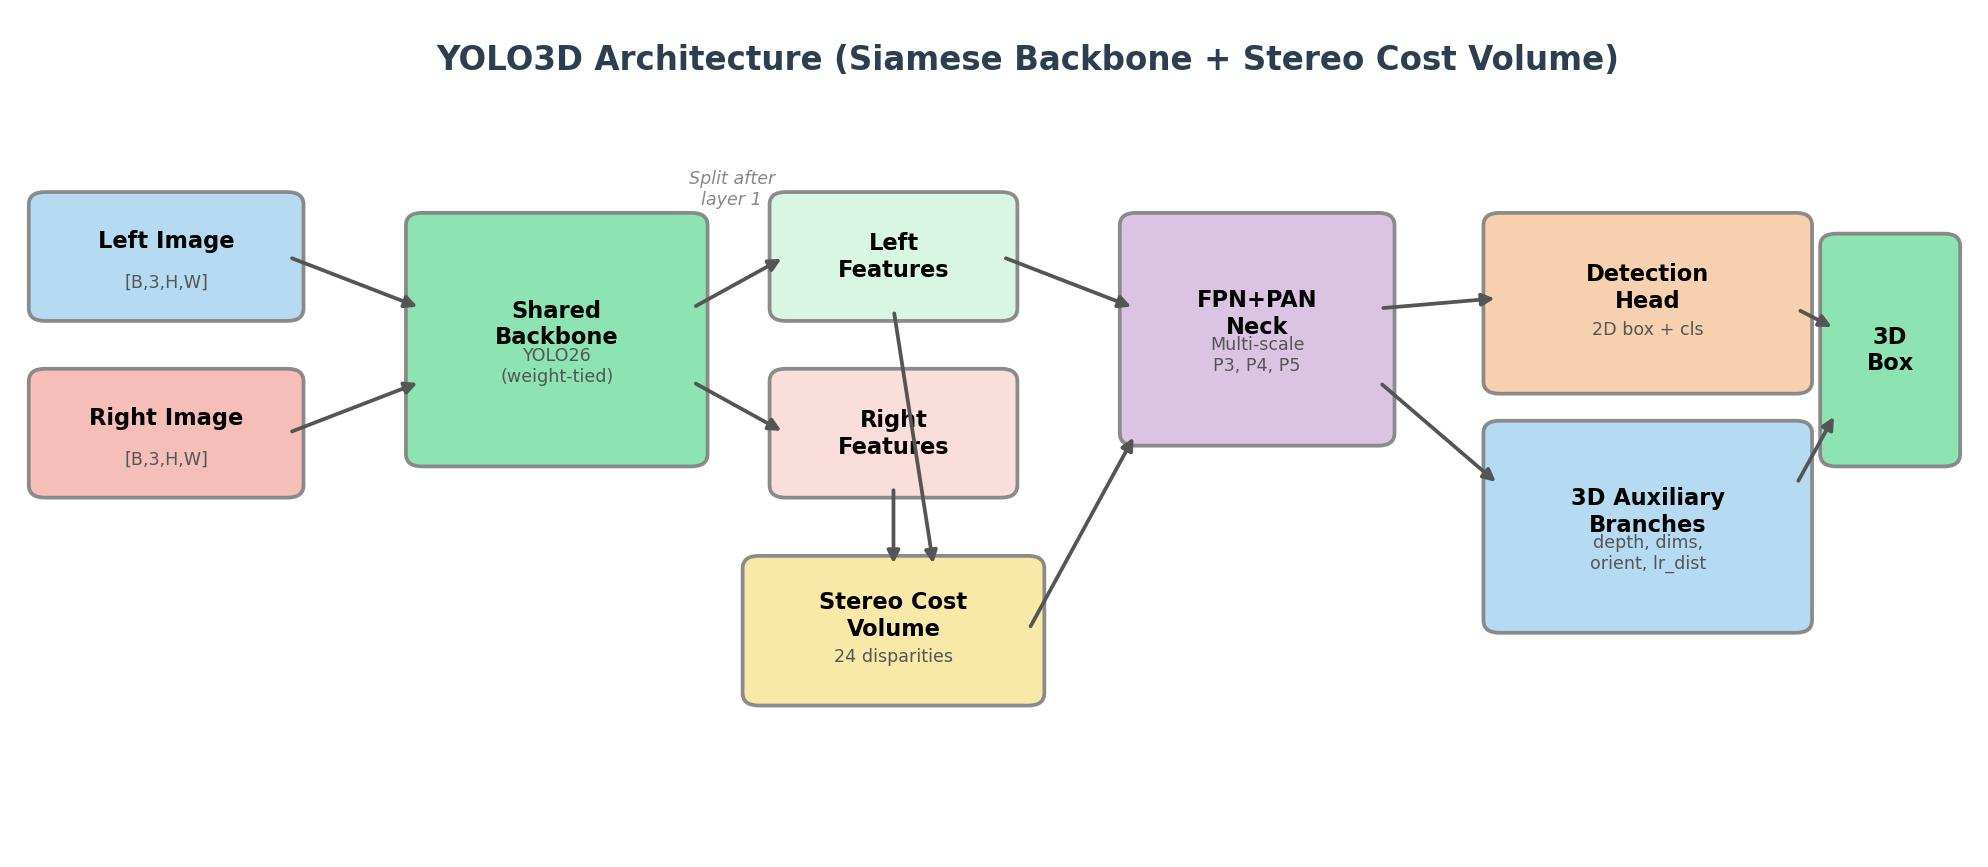 YOLO3D Architecture (Siamese Backbone + Stereo Cost Volume)
Left Image
[B,3,H,W]
Right Image
[B,3,H,W]
Shared
Backbone
YOLO26
(weight-tied)
Split after
layer 1
Left
Features
Right
Features
Stereo Cost
Volume
24 disparities
FPN+PAN
Neck
Multi-scale
P3, P4, P5
Detection
Head
2D box + cls
3D Auxiliary
Branches
depth, dims,
orient, lr_dist
3D
Box